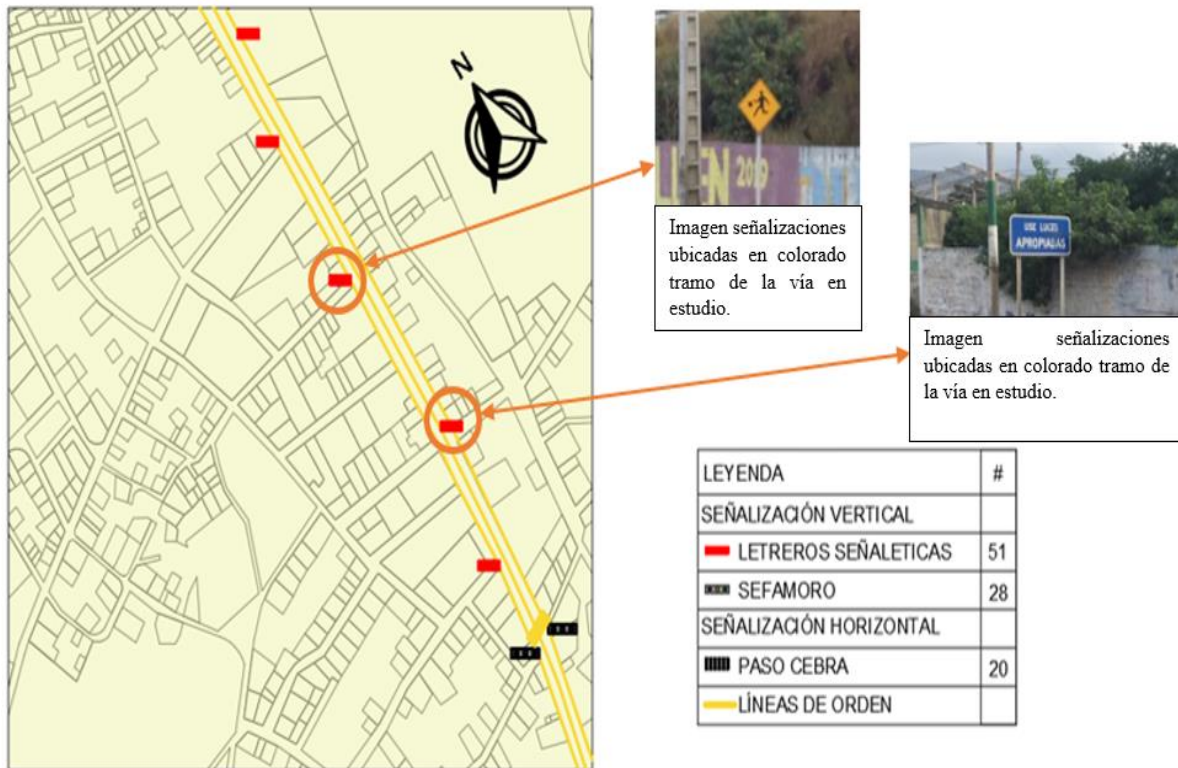 N
LLEN 2019
Imagen señalizaciones
ubicadas en colorado
tramo de la vía en
estudio.
USE LUCES
APROPIADAS
Imagen señalizaciones
ubicadas en colorado tramo de
la vía en estudio.
LEYENDA #
SEÑALIZACIÓN VERTICAL
LETREROS SEÑALETICAS 51
SEFAMORO 28
SEÑALIZACIÓN HORIZONTAL
PASO CEBRA 20
LÍNEAS DE ORDEN